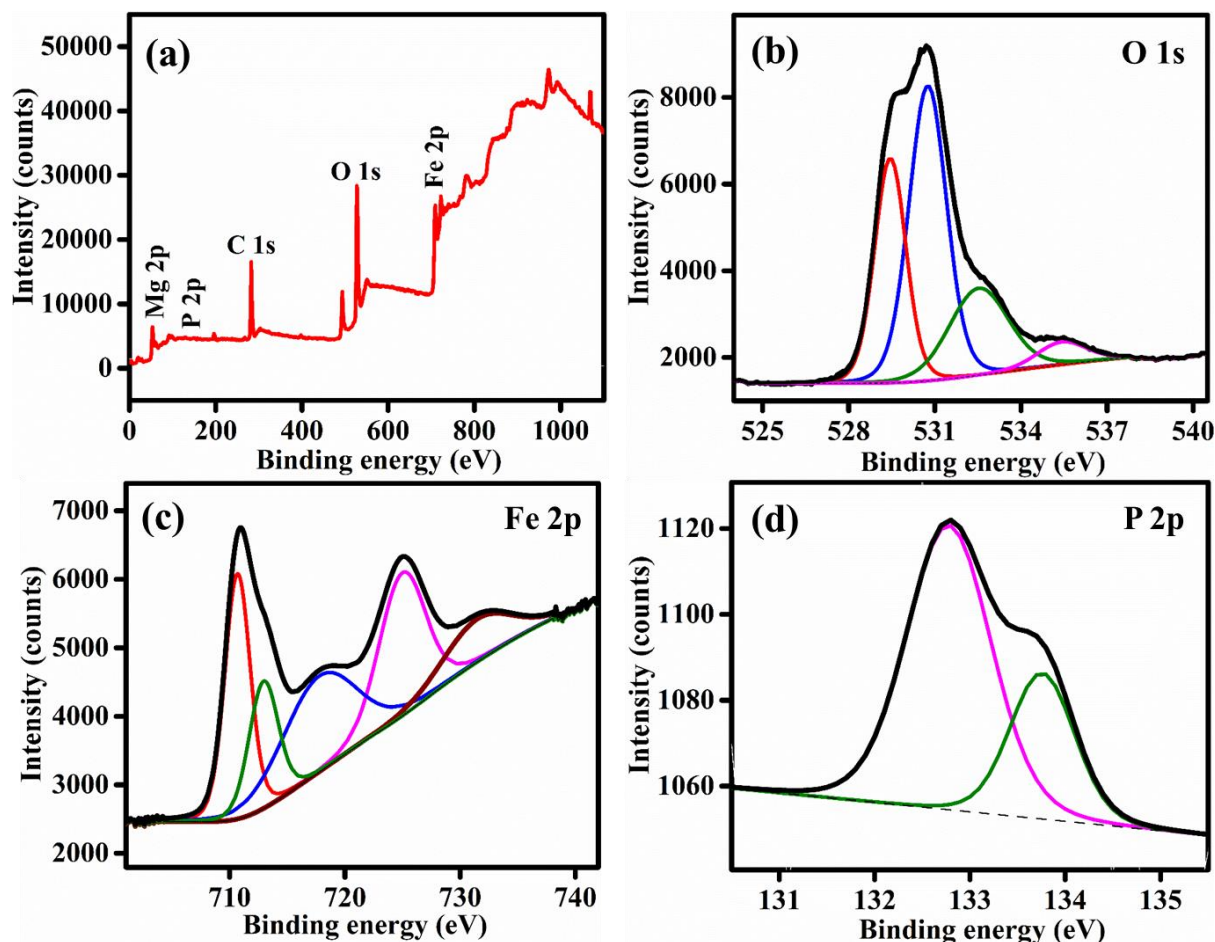 (a)
Intensity (counts)
50000
40000
30000
20000
10000
0
Mg 2p
P 2p
C 1s
O 1s
Fe 2p
0 200 400 600 800 1000
Binding energy (eV)
(b)
O 1s
Intensity (counts)
8000
6000
4000
2000
525 528 531 534 537 540
Binding energy (eV)
(c)
Fe 2p
Intensity (counts)
7000
6000
5000
4000
3000
2000
710 720 730 740
Binding energy (eV)
(d)
P 2p
Intensity (counts)
1120
1100
1080
1060
131 132 133 134 135
Binding energy (eV)